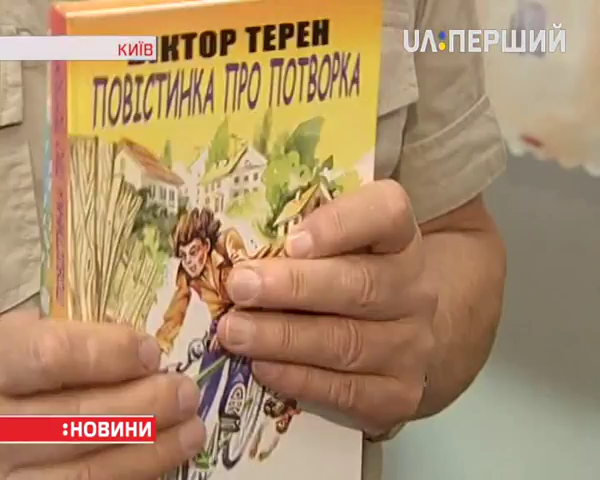 КИЇВ
ВІКТОР ТЕРЕН
UA:ПЕРШИЙ
ПОВІСТИНКА ПРО ПОТВОРКА
:НОВИНИ